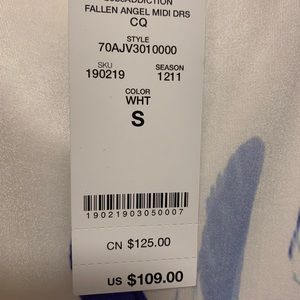 FALLEN ANGEL MIDI DRS
CQ
STYLE
70AJV3010000
SKU SEASON
190219 1211
COLOR
WHT
S
19021903050007
CN $125.00
US $109.00